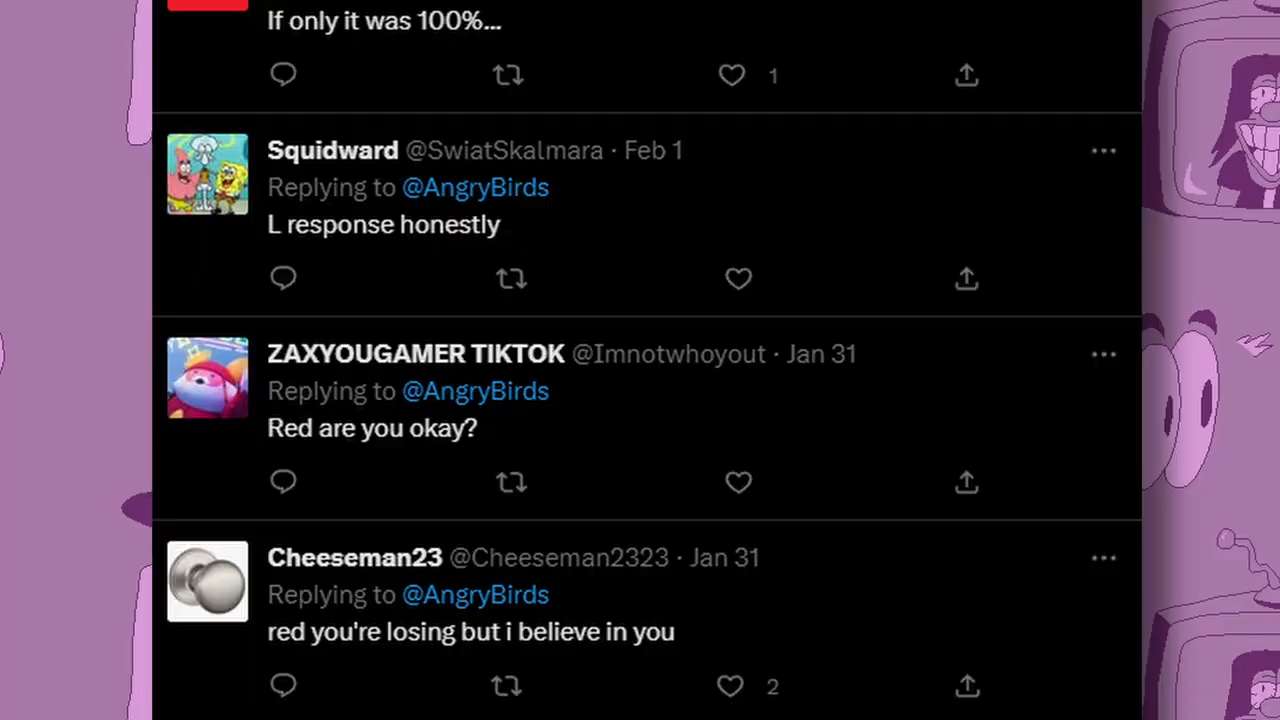 If only it was 100%...
1
Squidward @SwiatSkalmara · Feb 1
Replying to @AngryBirds
L response honestly
ZAXYOUGAMER TIKTOK @Imnotwhoyout · Jan 31
Replying to @AngryBirds
Red are you okay?
Cheeseman23 @Cheeseman2323 · Jan 31
Replying to @AngryBirds
red you're losing but i believe in you
2